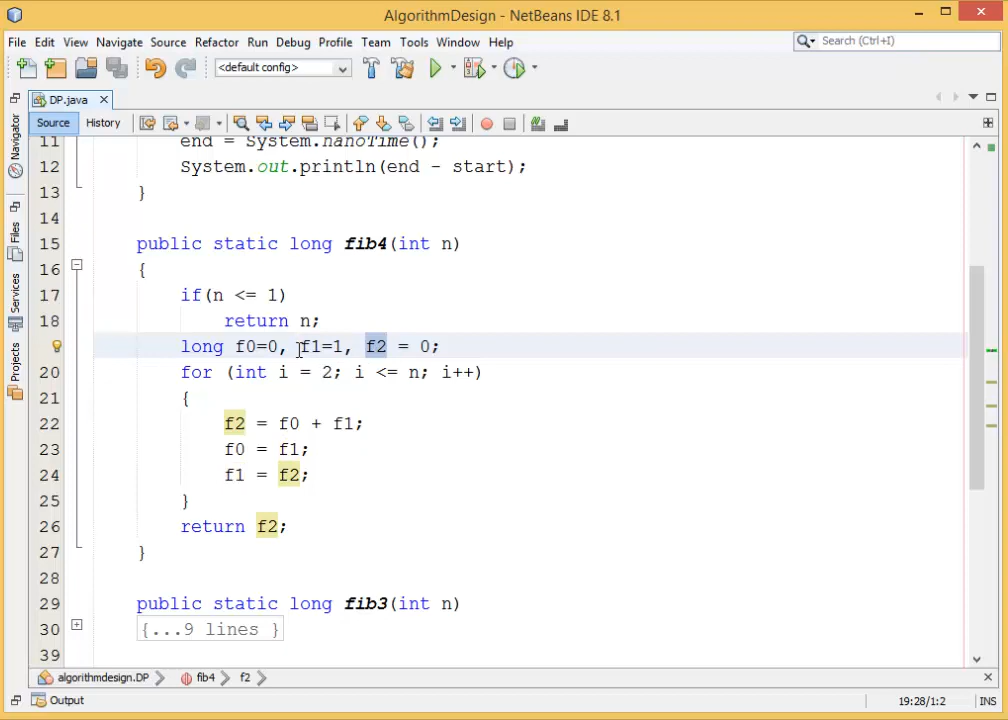 AlgorithmDesign - NetBeans IDE 8.1
File Edit View Navigate Source Refactor Run Debug Profile Team Tools Window Help
Search (Ctrl+I)
<default config>
DP.java
Source History
Navigator
Files
Services
Projects
11 end = System.nanoTime();
12 System.out.println(end - start);
13 }
14
15 public static long fib4(int n)
16 {
17 if(n <= 1)
18 return n;
long f0=0, f1=1, f2 = 0;
20 for (int i = 2; i <= n; i++)
21 {
22 f2 = f0 + f1;
23 f0 = f1;
24 f1 = f2;
25 }
26 return f2;
27 }
28
29 public static long fib3(int n)
30 {...9 lines }
39
algorithmdesign.DP fib4 f2
Output
19:28/1:2 INS